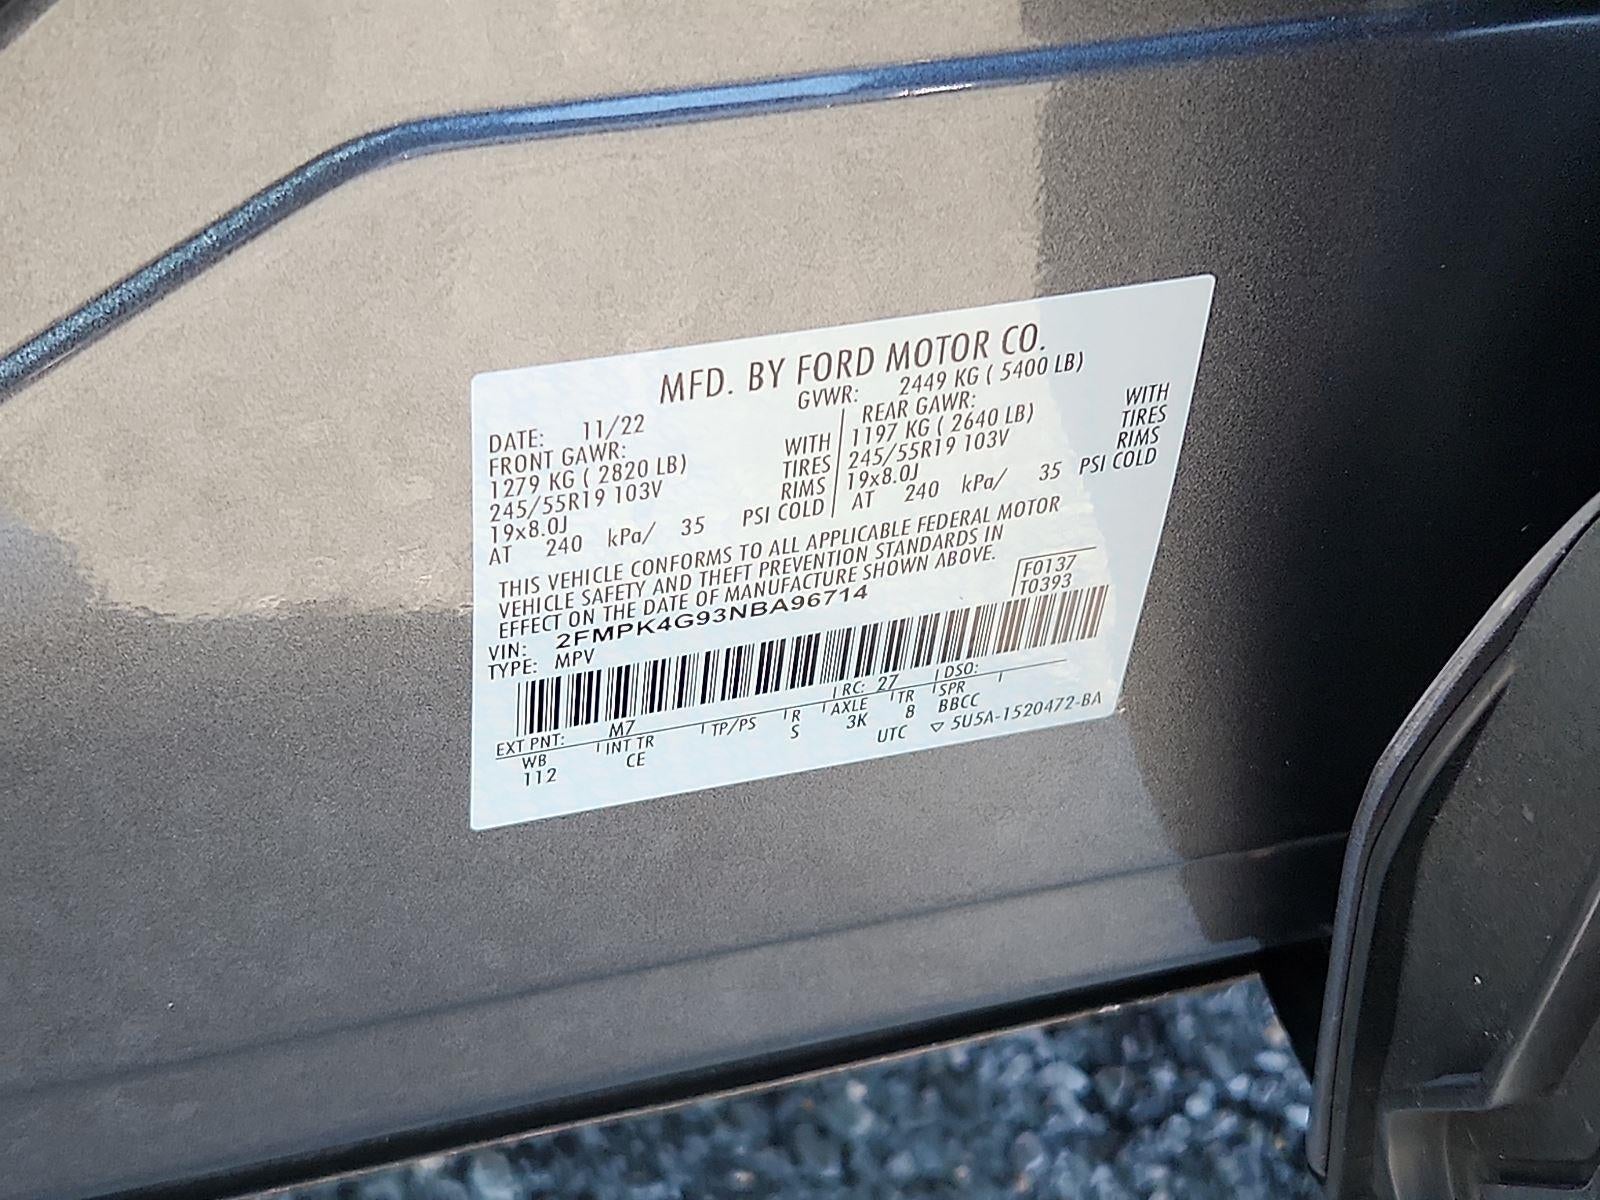 MFD. BY FORD MOTOR CO.
DATE: 11/22 GVWR: 2449 KG ( 5400 LB)
FRONT GAWR: REAR GAWR:
1279 KG ( 2820 LB) WITH 1197 KG ( 2640 LB) WITH
245/55R19 103V TIRES 245/55R19 103V TIRES
19x8.0J RIMS 19x8.0J RIMS
AT 240 kPa/ 35 PSI COLD AT 240 kPa/ 35 PSI COLD
THIS VEHICLE CONFORMS TO ALL APPLICABLE FEDERAL MOTOR
VEHICLE SAFETY AND THEFT PREVENTION STANDARDS IN
EFFECT ON THE DATE OF MANUFACTURE SHOWN ABOVE.
F0137
VIN: 2FMPK4G93NBA96714 T0393
TYPE: MPV
EXT PNT: M7 RC: 27 DSO:
WB INT TR TP/PS R AXLE TR SPR
112 CE S 3K 8 BBCC
UTC ▽ 5U5A-1520472-BA